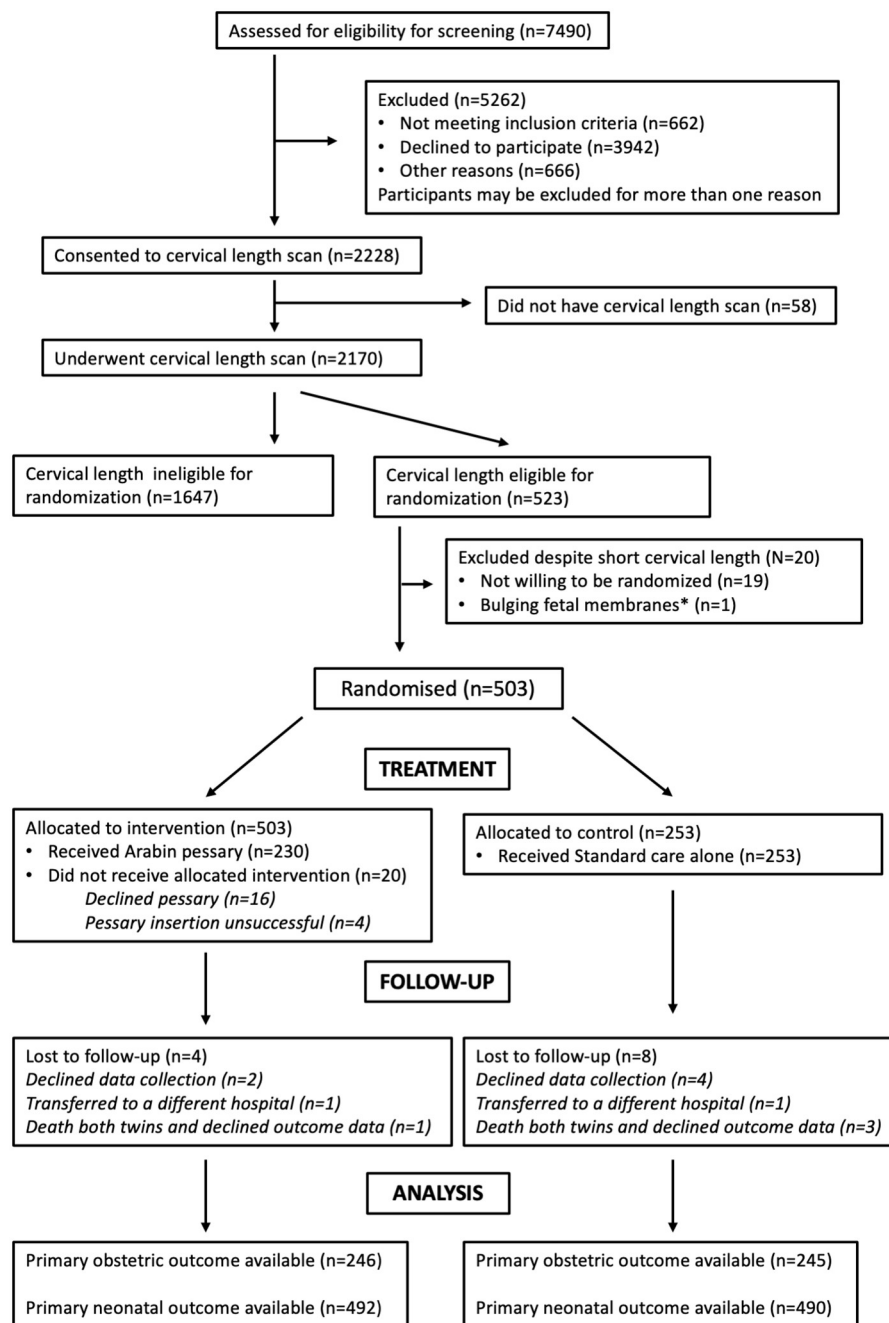 Assessed for eligibility for screening (n=7490)
Excluded (n=5262)
• Not meeting inclusion criteria (n=662)
• Declined to participate (n=3942)
• Other reasons (n=666)
Participants may be excluded for more than one reason
Consented to cervical length scan (n=2228)
Did not have cervical length scan (n=58)
Underwent cervical length scan (n=2170)
Cervical length ineligible for
randomization (n=1647)
Cervical length eligible for
randomization (n=523)
Excluded despite short cervical length (N=20)
• Not willing to be randomized (n=19)
• Bulging fetal membranes* (n=1)
Randomised (n=503)
TREATMENT
Allocated to intervention (n=503)
• Received Arabin pessary (n=230)
• Did not receive allocated intervention (n=20)
Declined pessary (n=16)
Pessary insertion unsuccessful (n=4)
Allocated to control (n=253)
• Received Standard care alone (n=253)
FOLLOW-UP
Lost to follow-up (n=4)
Declined data collection (n=2)
Transferred to a different hospital (n=1)
Death both twins and declined outcome data (n=1)
Lost to follow-up (n=8)
Declined data collection (n=4)
Transferred to a different hospital (n=1)
Death both twins and declined outcome data (n=3)
ANALYSIS
Primary obstetric outcome available (n=246)
Primary neonatal outcome available (n=492)
Primary obstetric outcome available (n=245)
Primary neonatal outcome available (n=490)